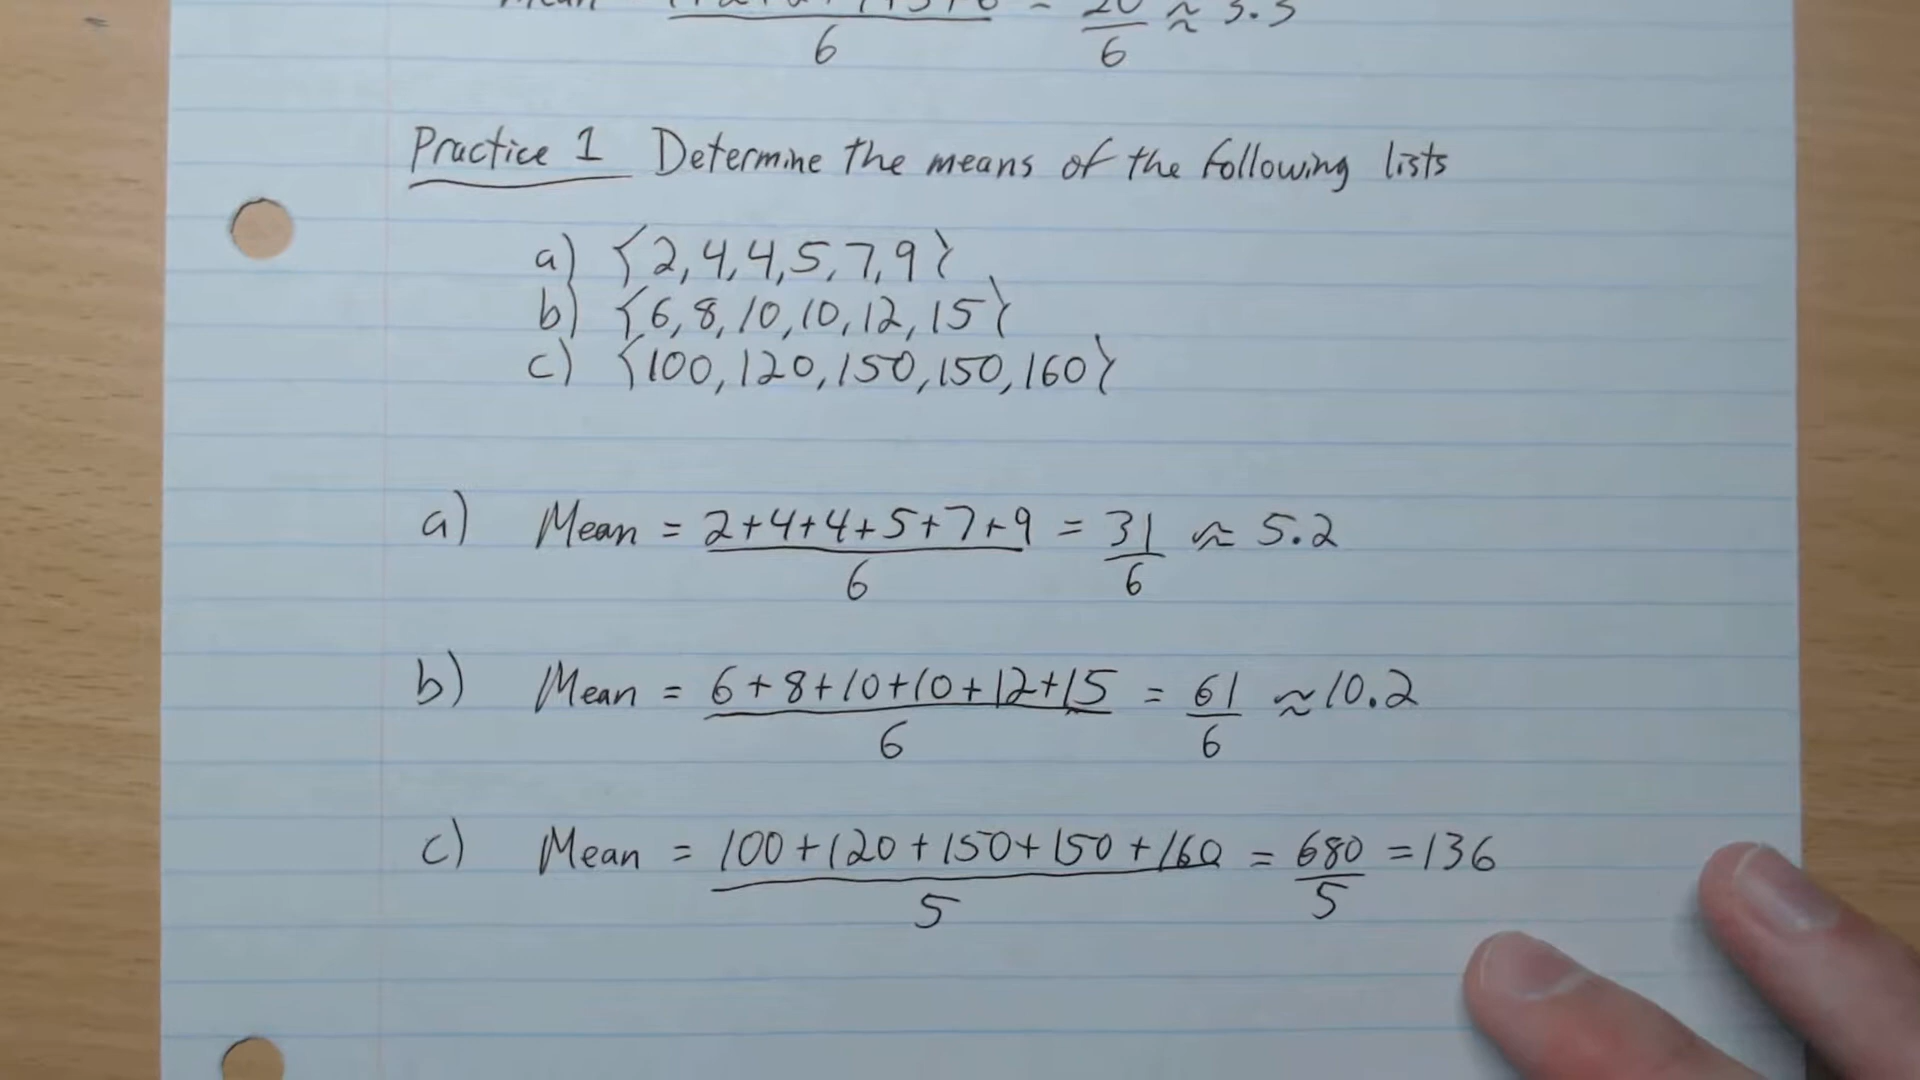 6 = 20/6 ≈ 3.3
Practice 1 Determine the means of the following lists
a) {2,4,4,5,7,9}
b) {6,8,10,10,12,15}
c) {100,120,150,150,160}
a) Mean = 2+4+4+5+7+9 / 6 = 31/6 ≈ 5.2
b) Mean = 6+8+10+10+12+15 / 6 = 61/6 ≈ 10.2
c) Mean = 100+120+150+150+160 / 5 = 680/5 = 136